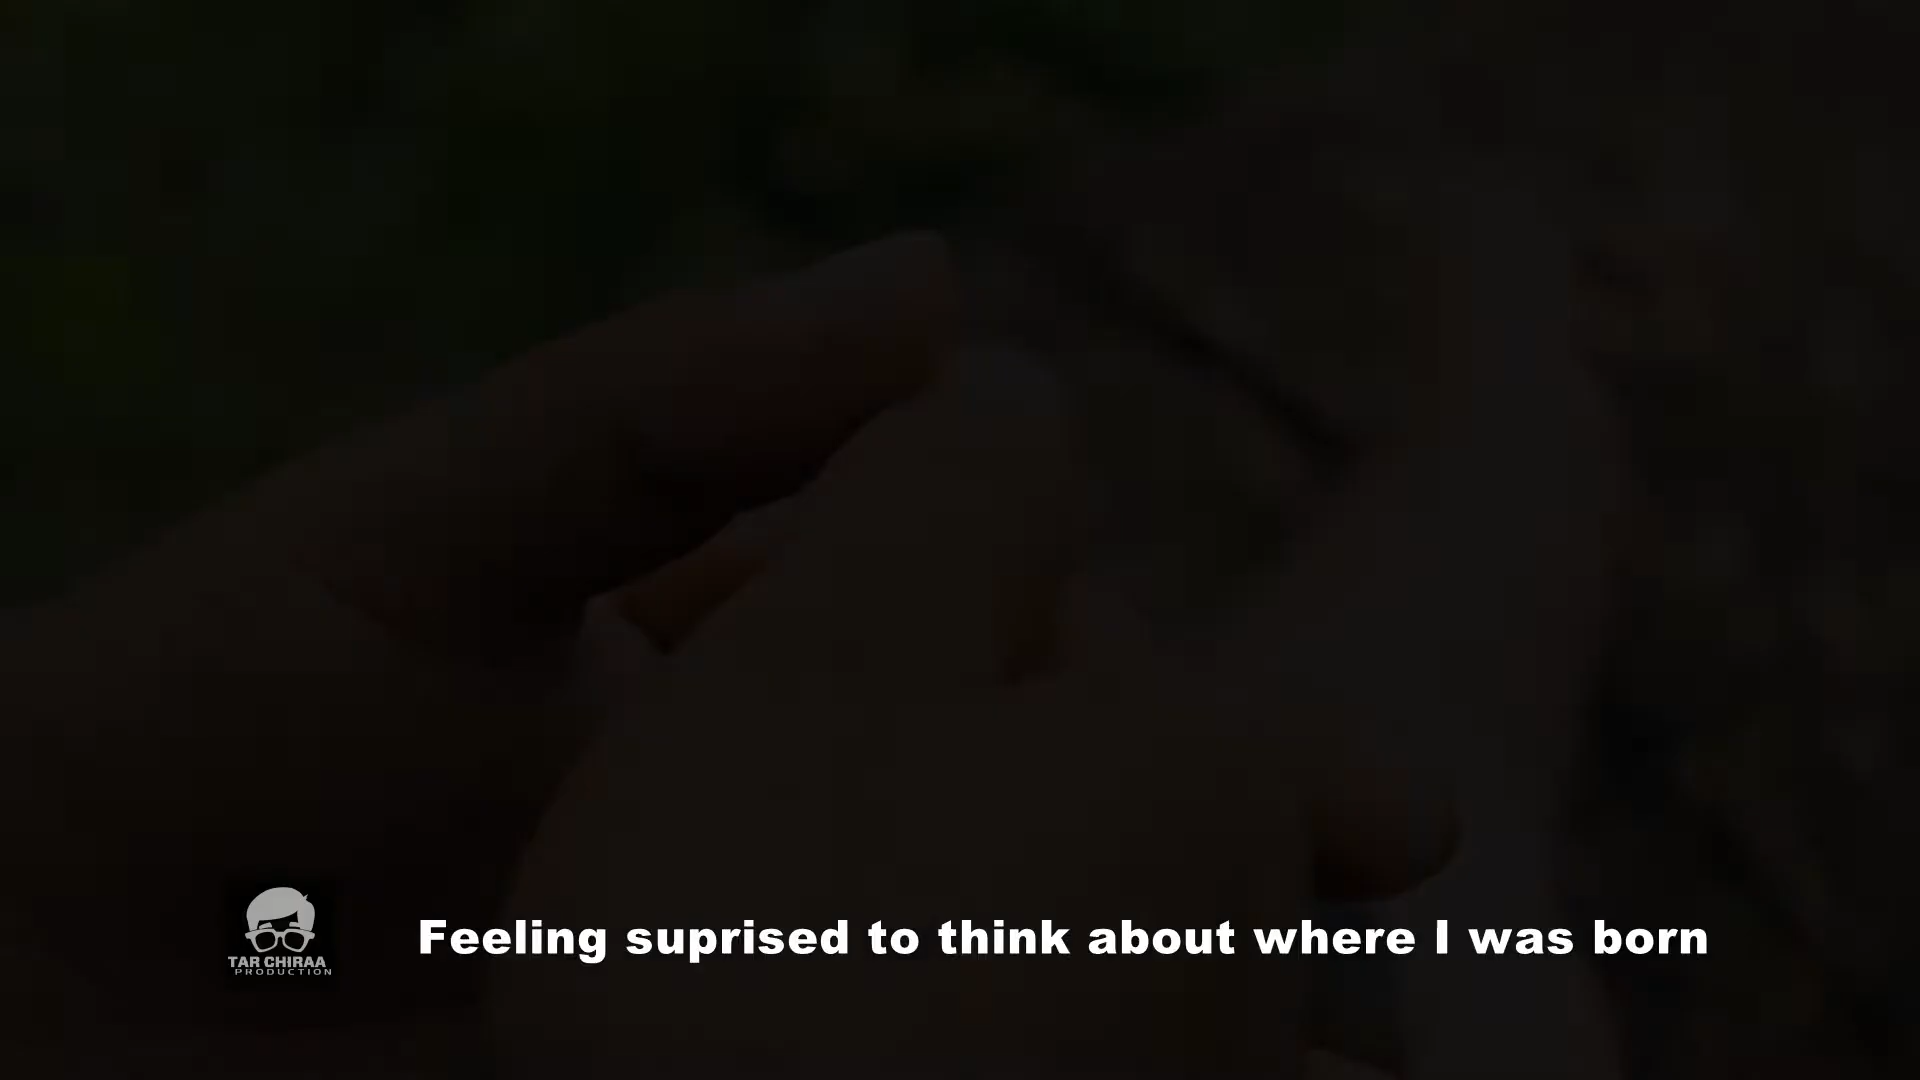 TAR CHIRAA
PRODUCTION
Feeling suprised to think about where I was born